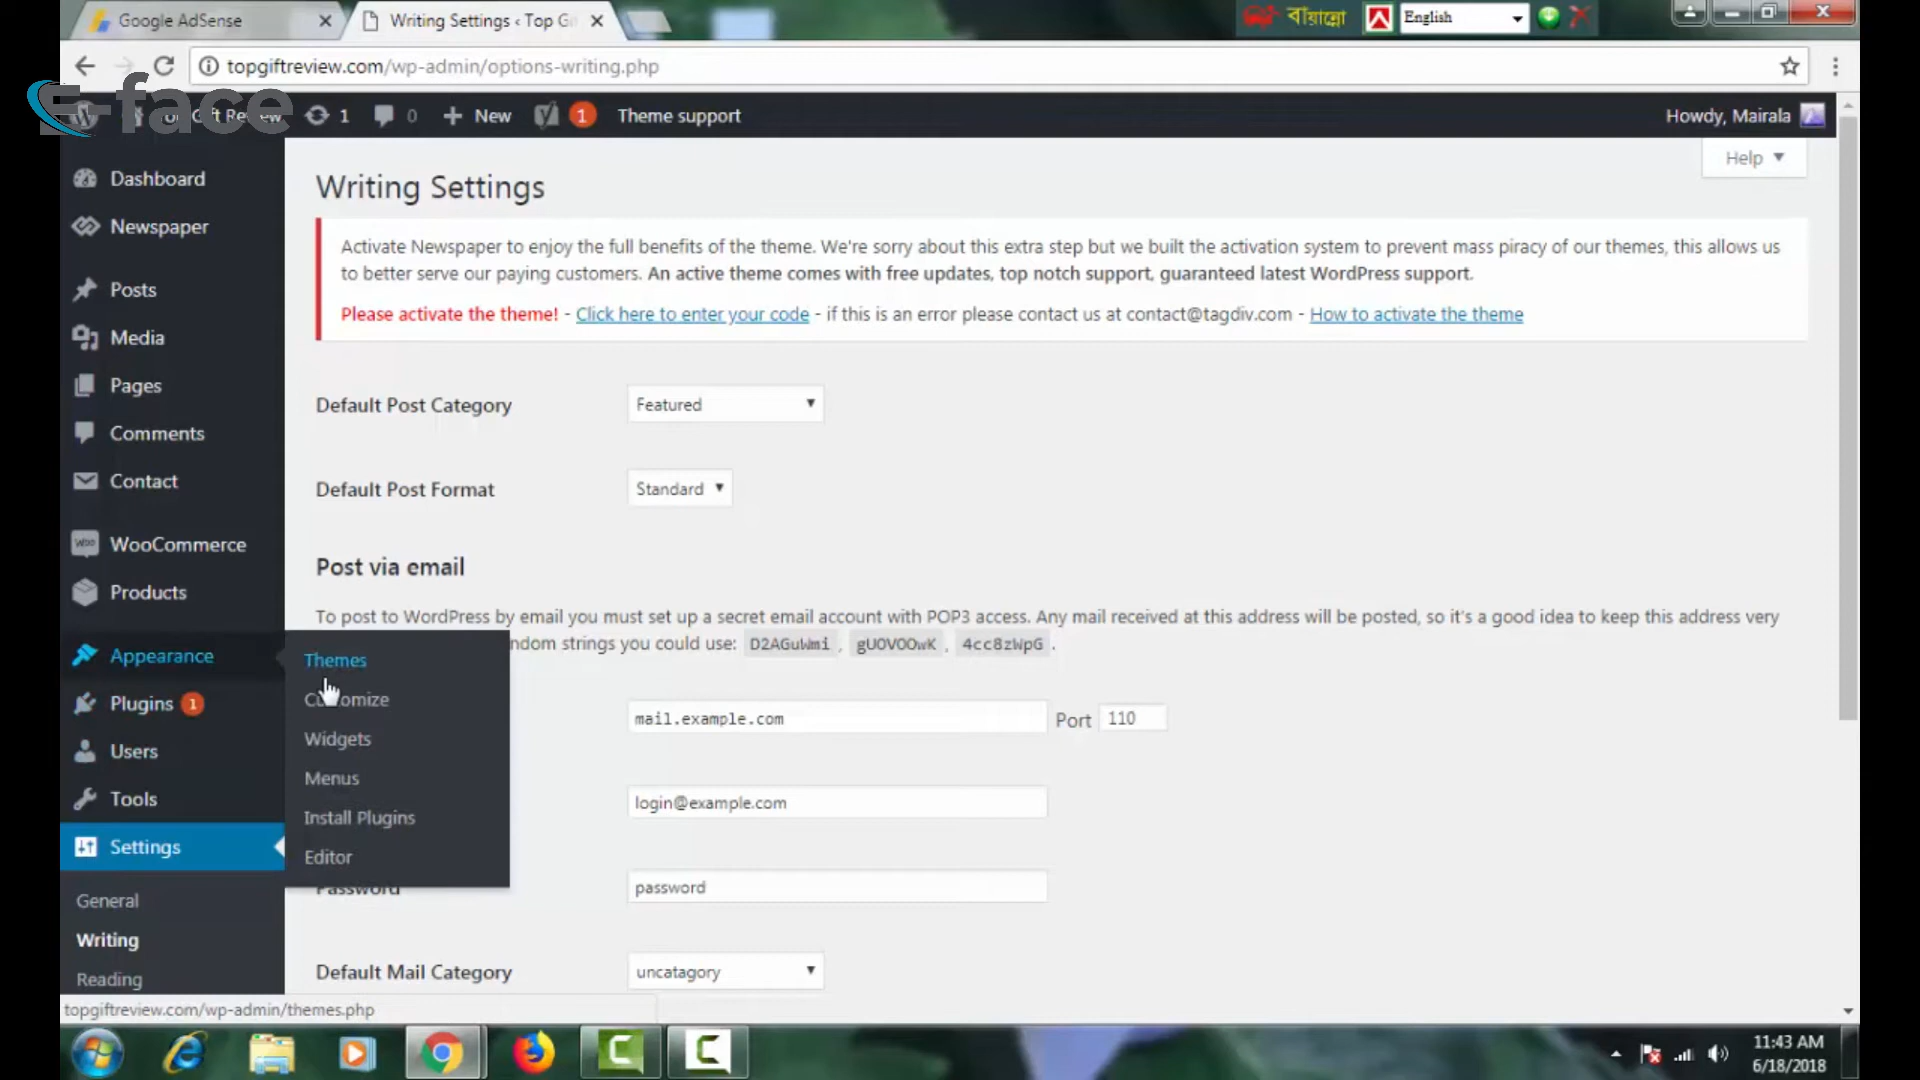 Google AdSense
Writing Settings ‹ Top Gi
বাঁয়ান্নো
English
topgiftreview.com/wp-admin/options-writing.php
E-face
Gift Review
1
0
New
1
Theme support
Howdy, Mairala
Help
Dashboard
Newspaper
Posts
Media
Pages
Comments
Contact
WooCommerce
Products
Appearance
Plugins 1
Users
Tools
Settings
General
Writing
Reading
Themes
Customize
Widgets
Menus
Install Plugins
Editor
Writing Settings
Activate Newspaper to enjoy the full benefits of the theme. We're sorry about this extra step but we built the activation system to prevent mass piracy of our themes, this allows us
to better serve our paying customers. An active theme comes with free updates, top notch support, guaranteed latest WordPress support.
Please activate the theme! - Click here to enter your code - if this is an error please contact us at contact@tagdiv.com - How to activate the theme
Default Post Category
Featured
Default Post Format
Standard
Post via email
To post to WordPress by email you must set up a secret email account with POP3 access. Any mail received at this address will be posted, so it's a good idea to keep this address very
ndom strings you could use: D2AGuWmi , gUOVOOwK , 4cc8zWpG .
mail.example.com
Port 110
login@example.com
Password
password
Default Mail Category
uncatagory
topgiftreview.com/wp-admin/themes.php
11:43 AM
6/18/2018